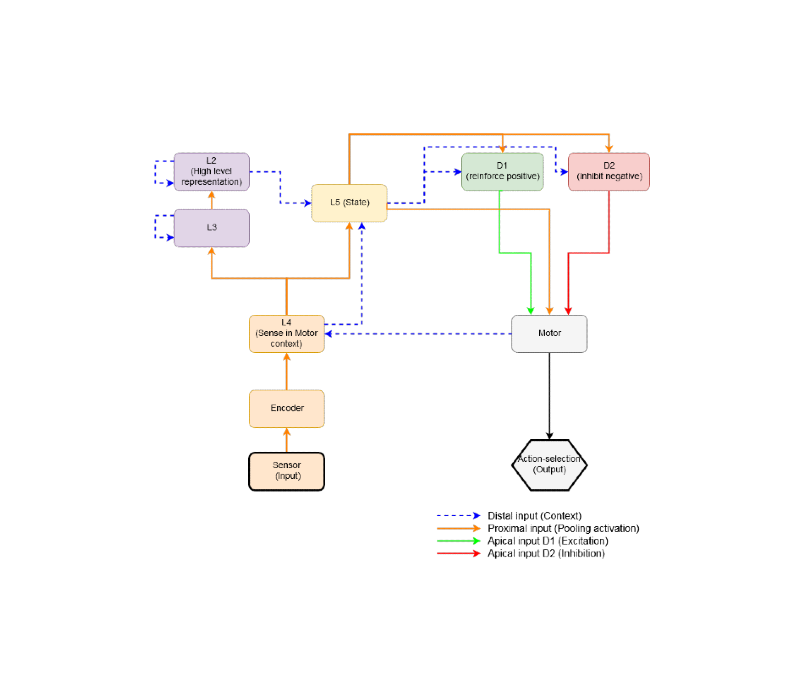 L2
(High level
representation)
D1
(reinforce positive)
D2
(inhibit negative)
L5 (State)
L3
L4
(Sense in Motor
context)
Motor
Encoder
Sensor
(Input)
Action-selection
(Output)
Distal input (Context)
Proximal input (Pooling activation)
Apical input D1 (Excitation)
Apical input D2 (Inhibition)